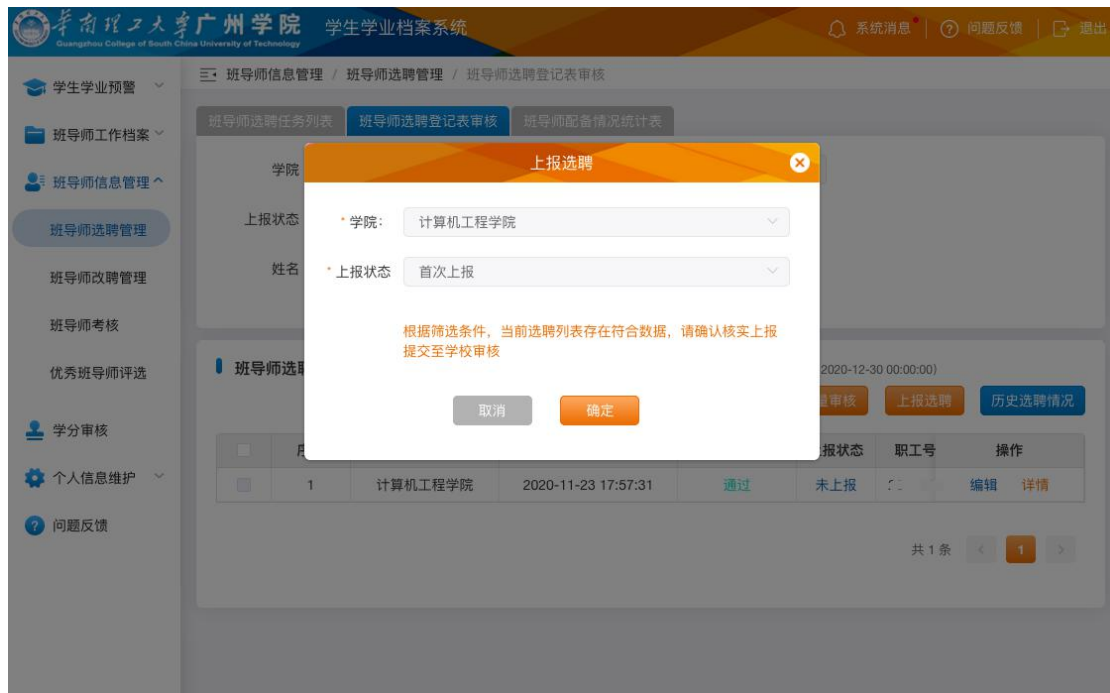 华南理工大学广州学院 学生学业档案系统 系统消息 问题反馈 退出
Guangzhou College of South China University of Technology
学生学业预警
班导师工作档案
班导师信息管理
班导师选聘管理
班导师改聘管理
班导师考核
优秀班导师评选
学分审核
个人信息维护
问题反馈
班导师信息管理 / 班导师选聘管理 / 班导师选聘登记表审核
班导师选聘任务列表 班导师选聘登记表审核 班导师配备情况统计表
学院
上报状态
姓名
上报选聘
*学院: 计算机工程学院
*上报状态 首次上报
根据筛选条件，当前选聘列表存在符合数据，请确认核实上报
提交至学校审核
取消 确定
班导师选 2020-12-30 00:00:00)
审核 上报选聘 历史选聘情况
报状态 职工号 操作
1 计算机工程学院 2020-11-23 17:57:31 通过 未上报 编辑 详情
共 1 条 < 1 >